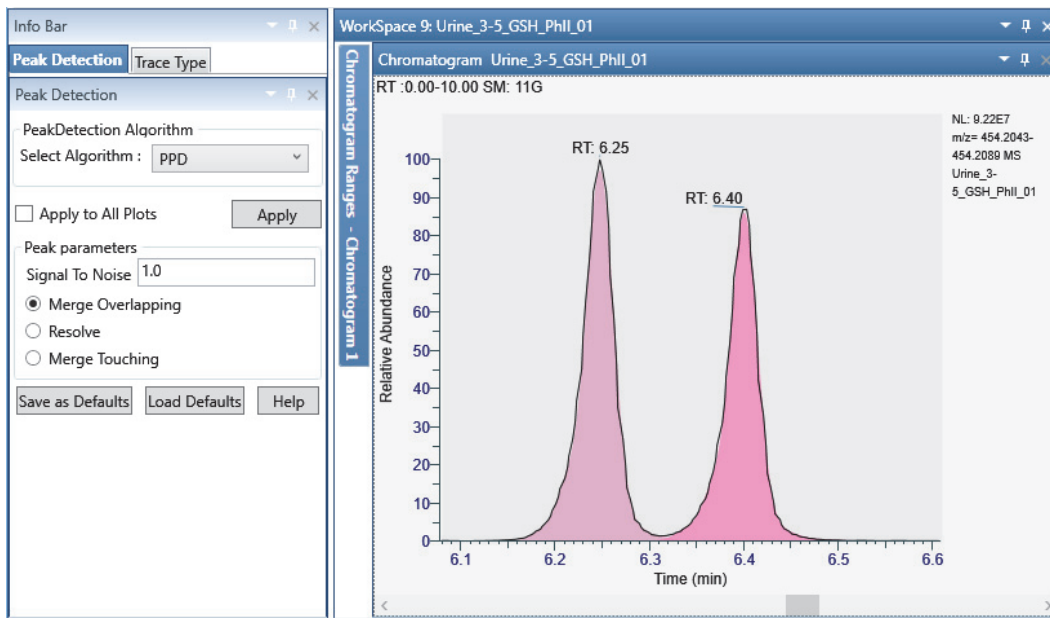 Info Bar
Peak Detection
Trace Type
Peak Detection
PeakDetection Algorithm
Select Algorithm : PPD
Apply to All Plots
Apply
Peak parameters
Signal To Noise 1.0
Merge Overlapping
Resolve
Merge Touching
Save as Defaults
Load Defaults
Help
WorkSpace 9: Urine_3-5_GSH_PhII_01
Chromatogram Ranges - Chromatogram 1
Chromatogram Urine_3-5_GSH_PhII_01
RT :0.00-10.00 SM: 11G
NL: 9.22E7
m/z= 454.2043-
454.2089 MS
Urine_3-
5_GSH_PhII_01
RT: 6.25
RT: 6.40
Relative Abundance
100
90
80
70
60
50
40
30
20
10
0
6.1 6.2 6.3 6.4 6.5 6.6
Time (min)